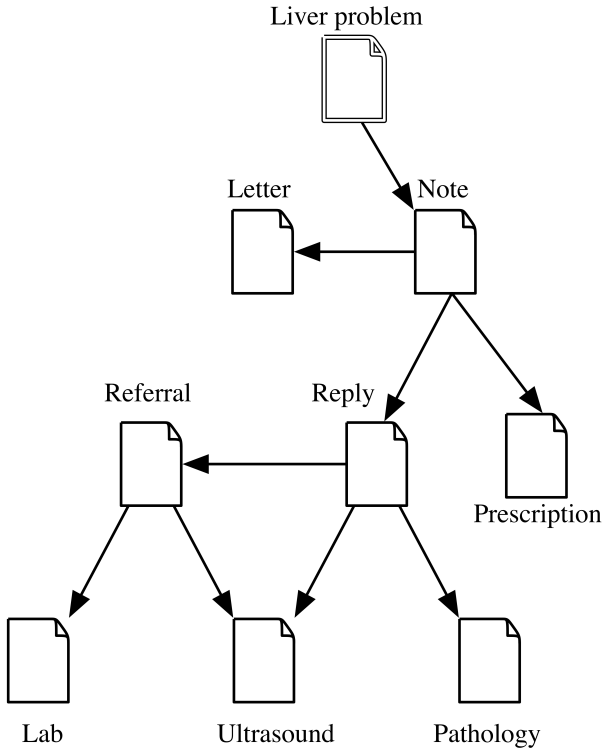 Liver problem
Letter
Note
Referral
Reply
Prescription
Lab
Ultrasound
Pathology